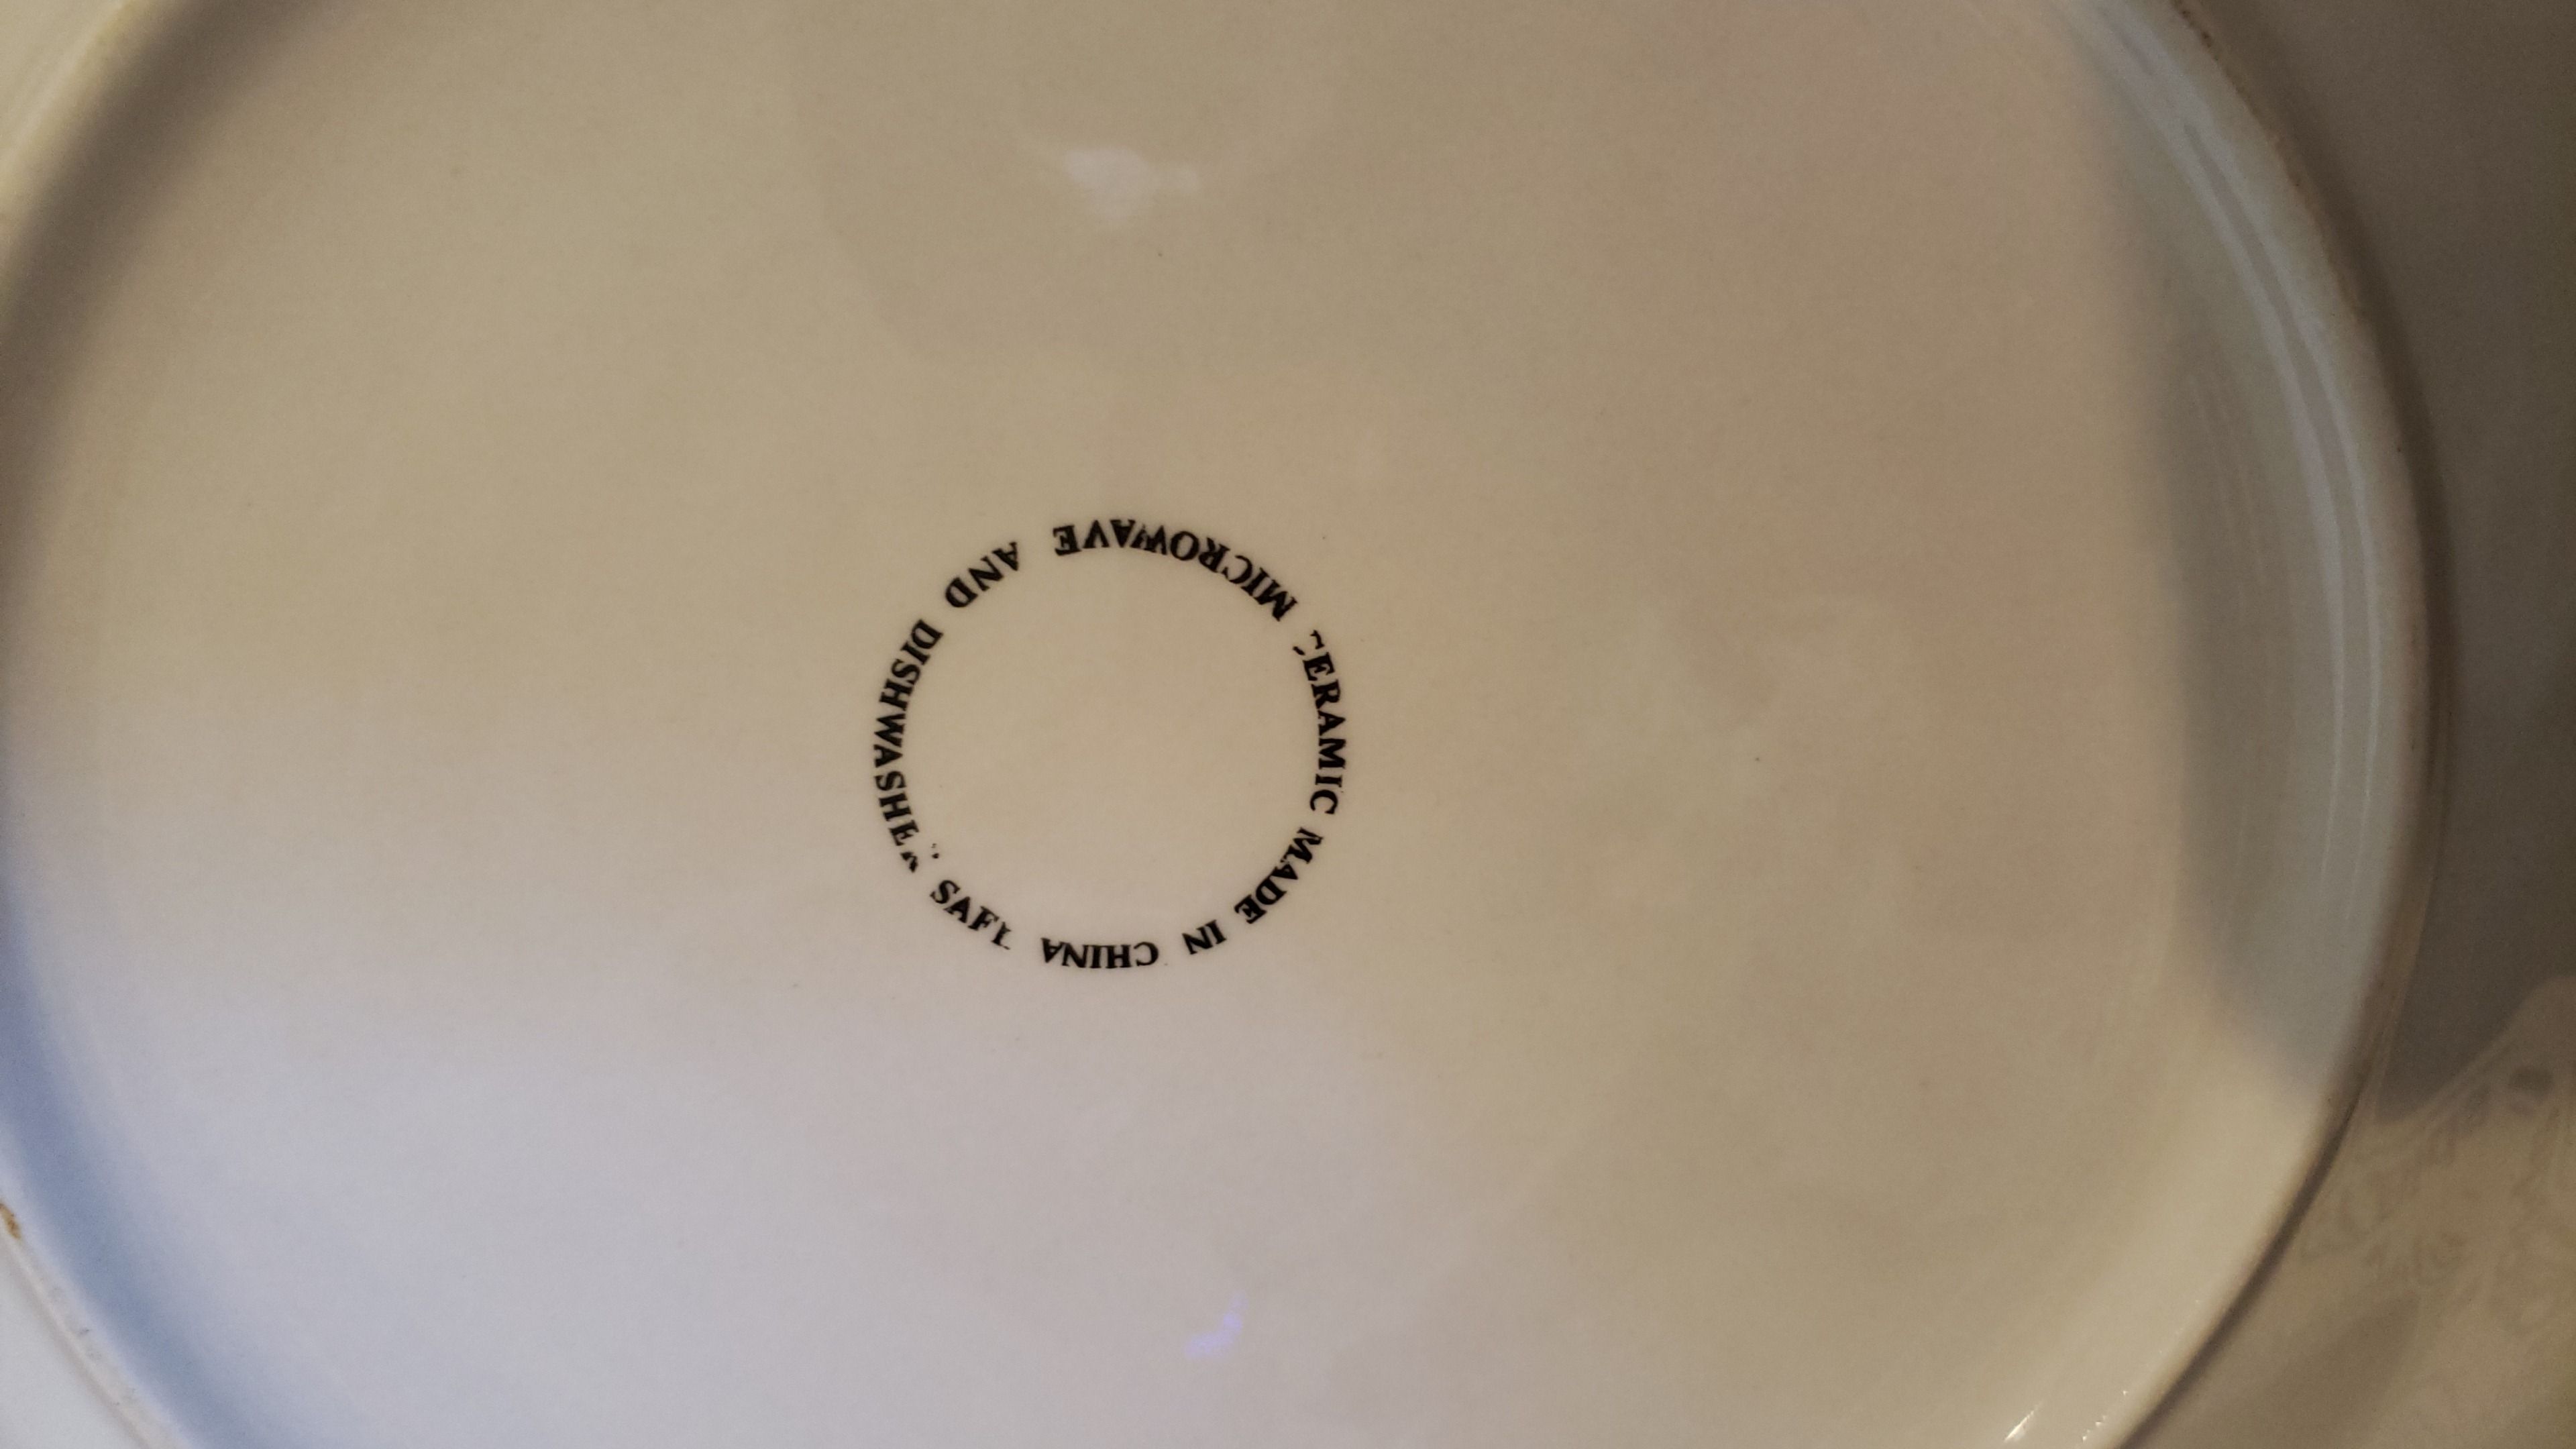 MICROWAVE AND DISHWASHER SAFE
CERAMIC MADE IN CHINA